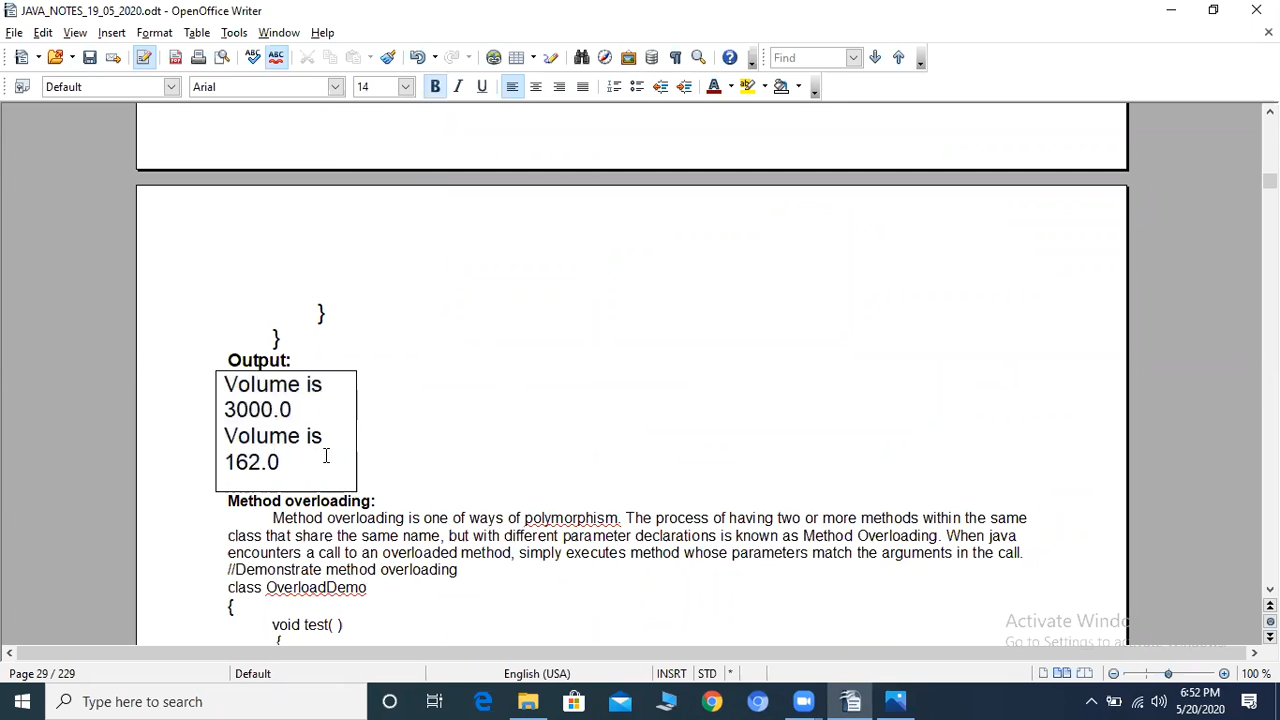 JAVA_NOTES_19_05_2020.odt - OpenOffice Writer
File Edit View Insert Format Table Tools Window Help
Find
Default Arial 14
}
}
Output:
Volume is
3000.0
Volume is
162.0
Method overloading:
Method overloading is one of ways of polymorphism. The process of having two or more methods within the same
class that share the same name, but with different parameter declarations is known as Method Overloading. When java
encounters a call to an overloaded method, simply executes method whose parameters match the arguments in the call.
//Demonstrate method overloading
class OverloadDemo
{
void test( )
{
Activate Windo
Go to Settings to
Page 29 / 229 Default English (USA) INSRT STD * 100 %
Type here to search
6:52 PM
5/20/2020